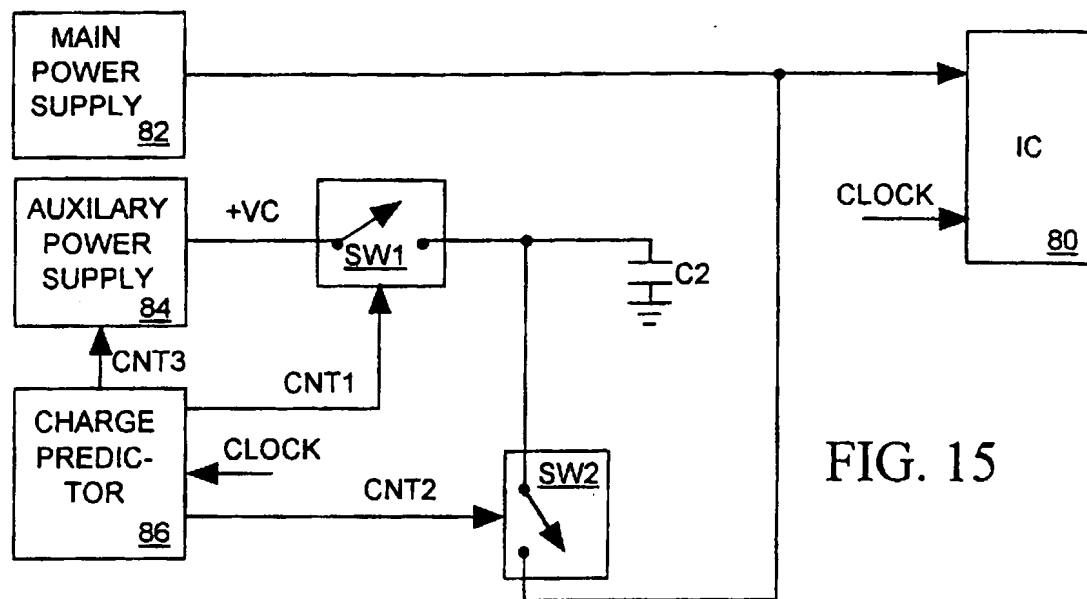 MAIN
POWER
SUPPLY
82
AUXILARY
POWER
SUPPLY
84
+VC
SW1
C2
CLOCK
IC
80
CNT3
CNT1
CHARGE
PREDIC-
TOR
86
CLOCK
CNT2
SW2
FIG. 15